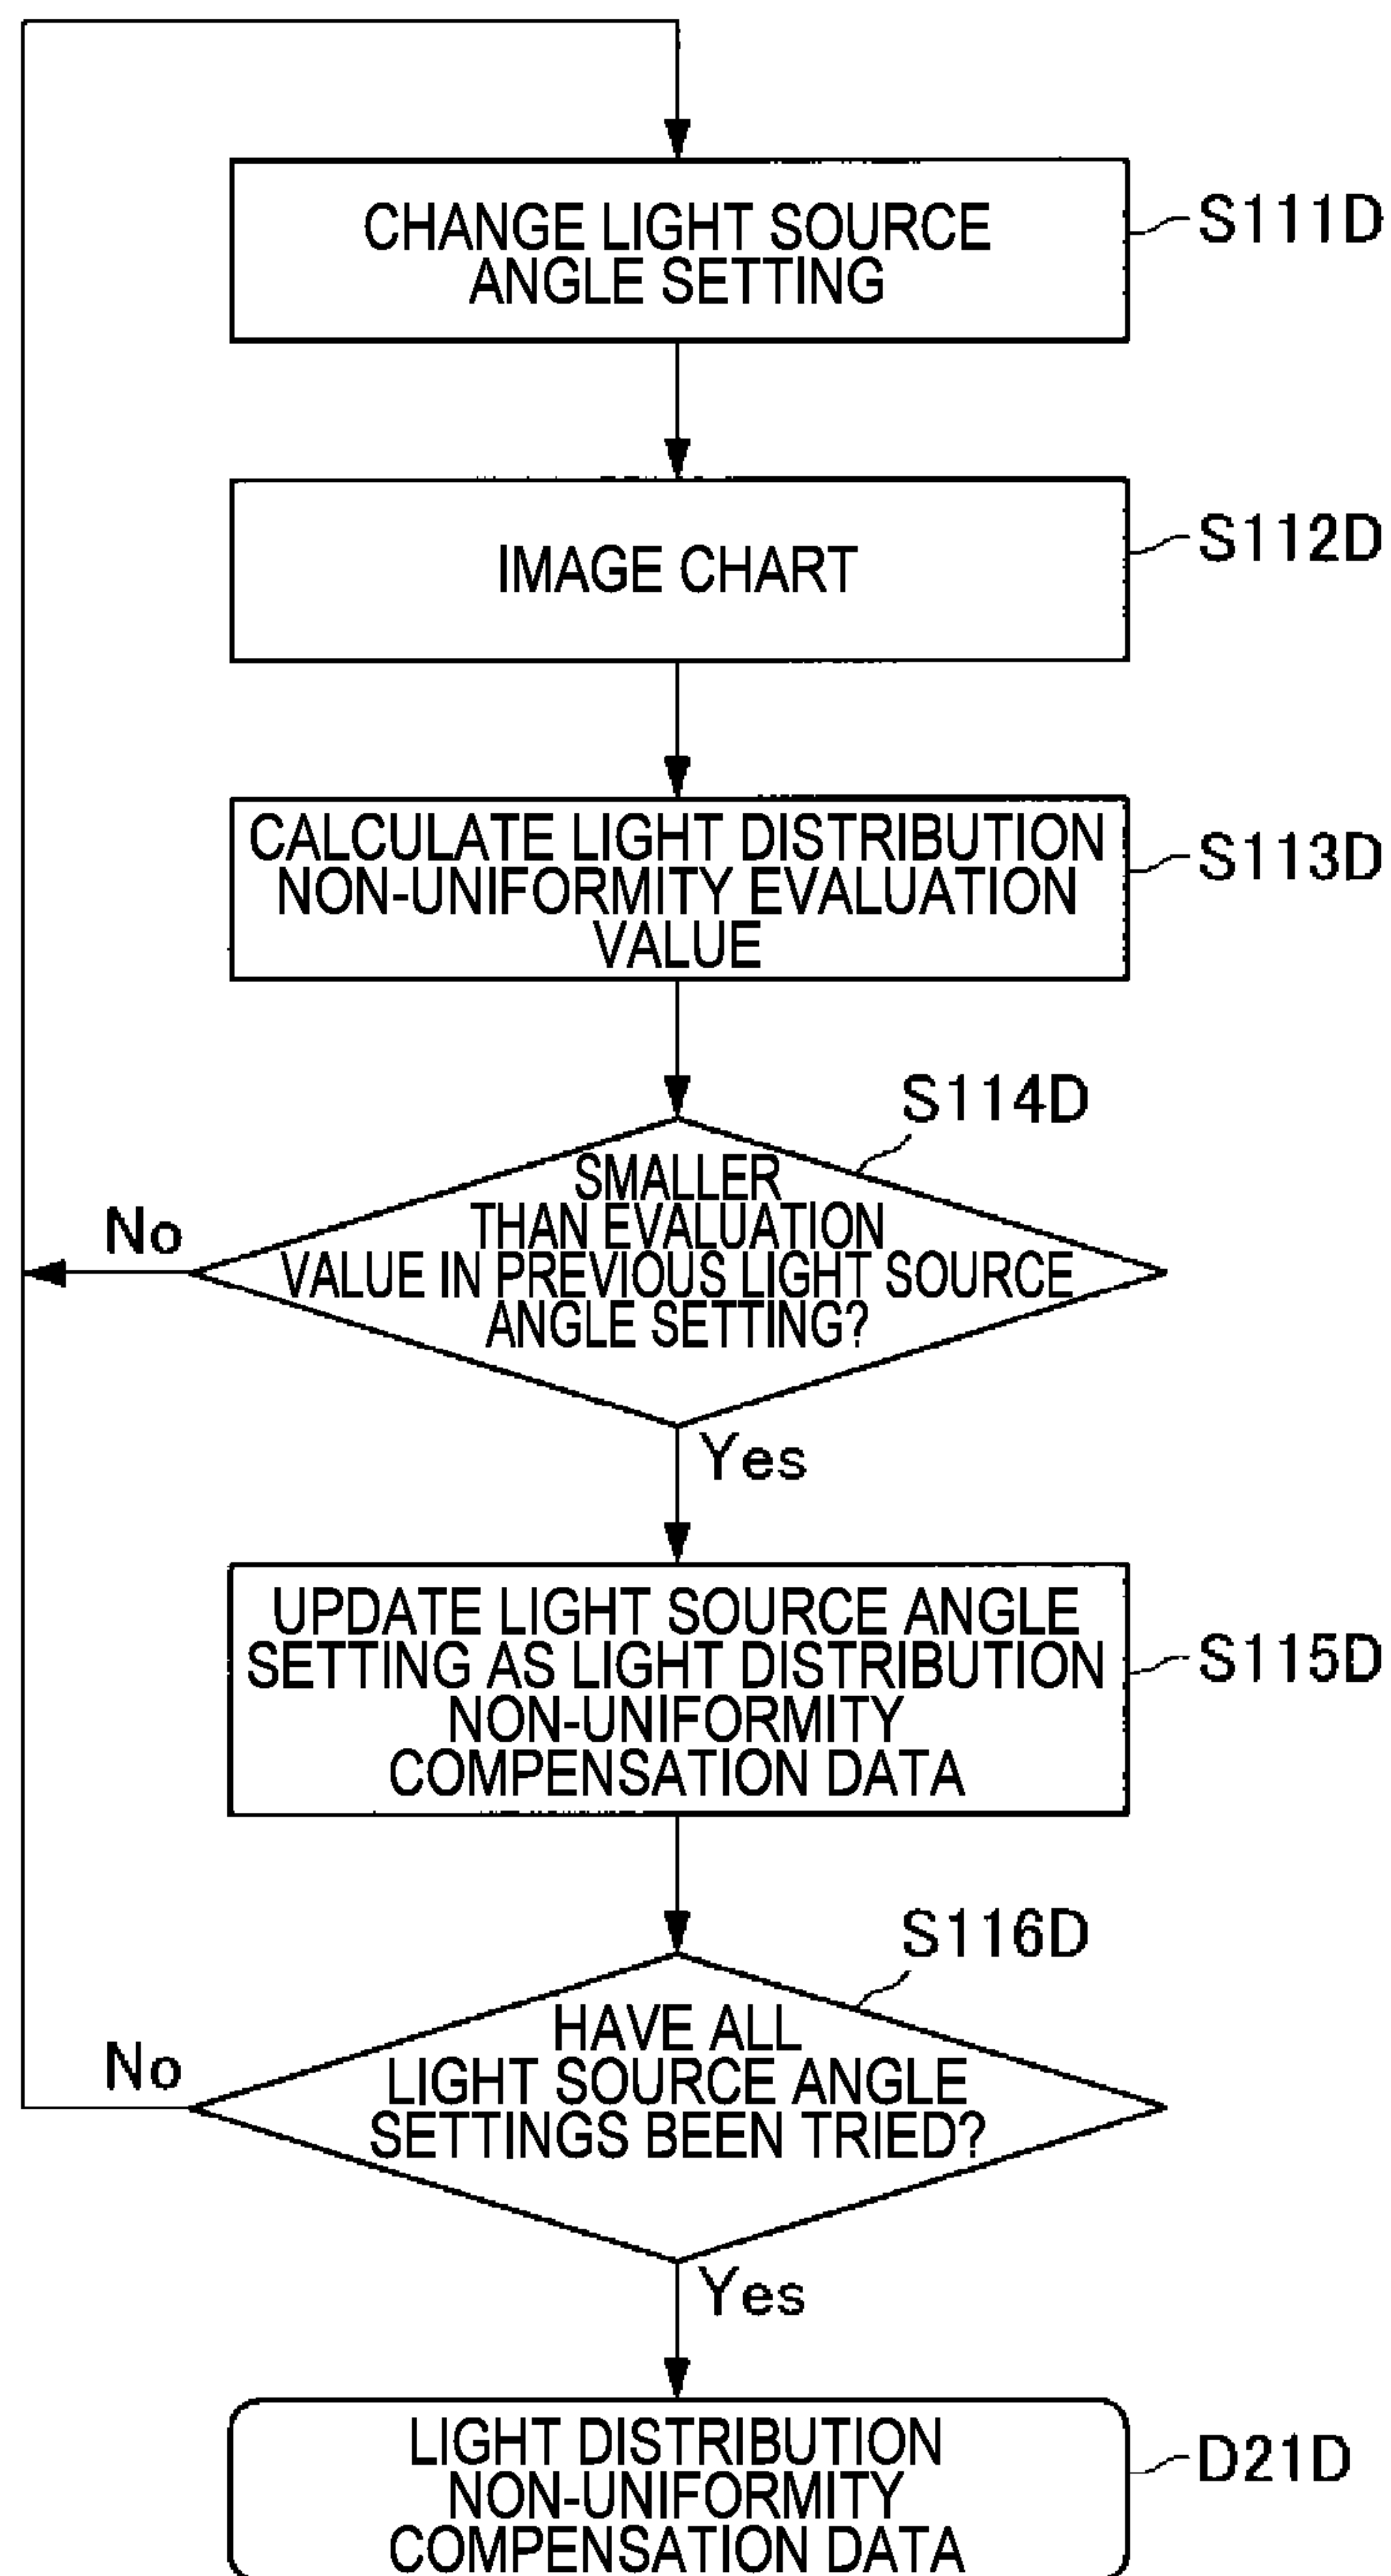 CHANGE LIGHT SOURCE
ANGLE SETTING
S111D
IMAGE CHART
S112D
CALCULATE LIGHT DISTRIBUTION
NON-UNIFORMITY EVALUATION
VALUE
S113D
S114D
SMALLER
THAN EVALUATION
VALUE IN PREVIOUS LIGHT SOURCE
ANGLE SETTING?
No
Yes
UPDATE LIGHT SOURCE ANGLE
SETTING AS LIGHT DISTRIBUTION
NON-UNIFORMITY
COMPENSATION DATA
S115D
S116D
HAVE ALL
LIGHT SOURCE ANGLE
SETTINGS BEEN TRIED?
No
Yes
LIGHT DISTRIBUTION
NON-UNIFORMITY
COMPENSATION DATA
D21D